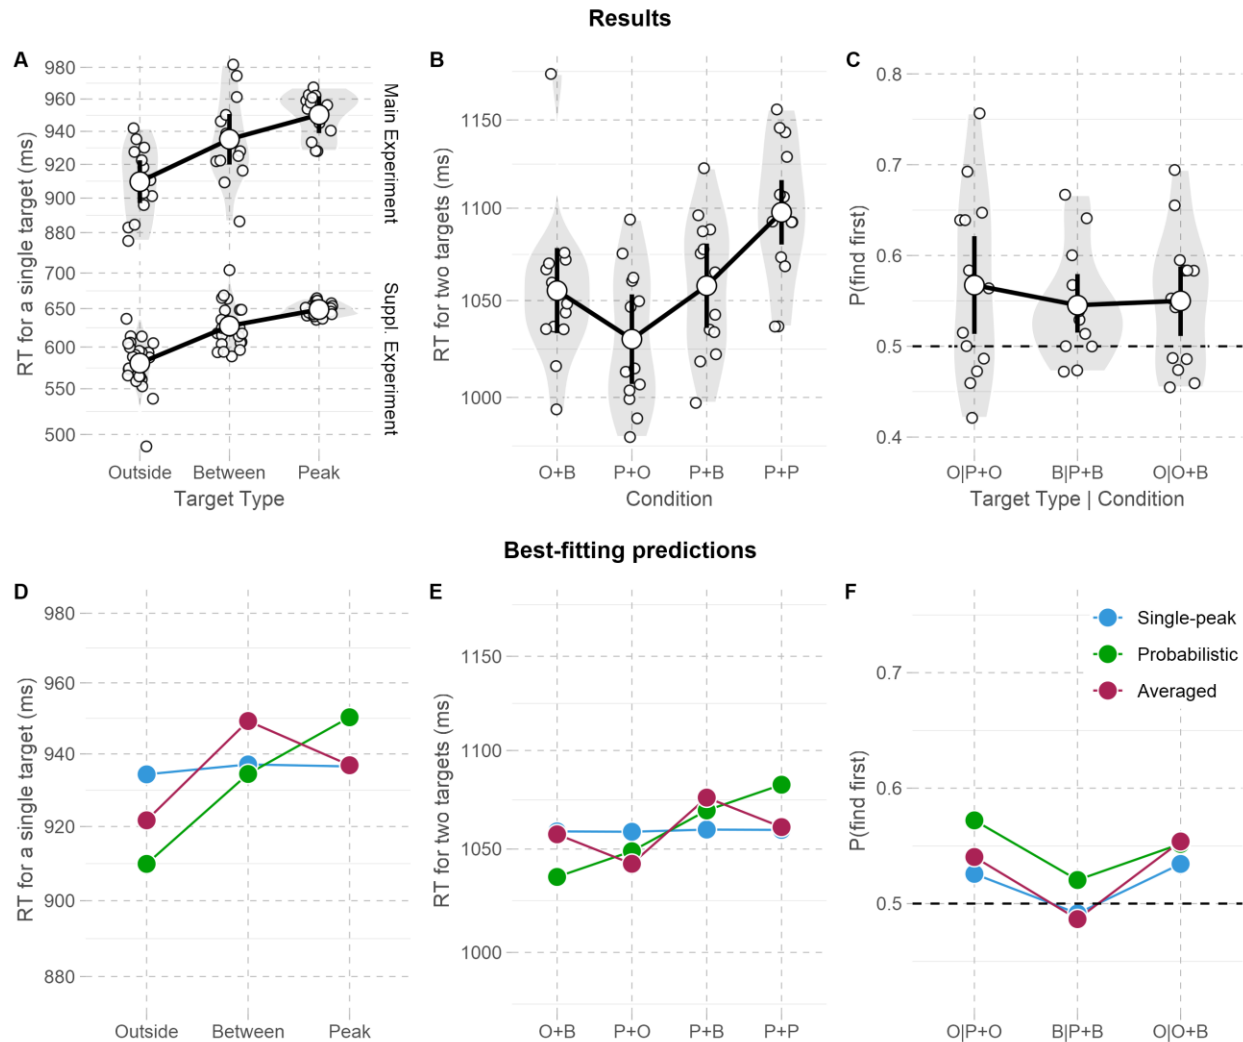 Results
A
RT for a single target (ms)
980
960
940
920
900
880
Main Experiment
700
650
600
550
500
Suppl. Experiment
Outside Between Peak
Target Type
B
RT for two targets (ms)
1150
1100
1050
1000
O+B P+O P+B P+P
Condition
C
P(find first)
0.8
0.7
0.6
0.5
0.4
O|P+O B|P+B O|O+B
Target Type | Condition
Best-fitting predictions
D
RT for a single target (ms)
980
960
940
920
900
880
Outside Between Peak
E
RT for two targets (ms)
1150
1100
1050
1000
O+B P+O P+B P+P
F
P(find first)
0.7
0.6
0.5
Single-peak
Probabilistic
Averaged
O|P+O B|P+B O|O+B